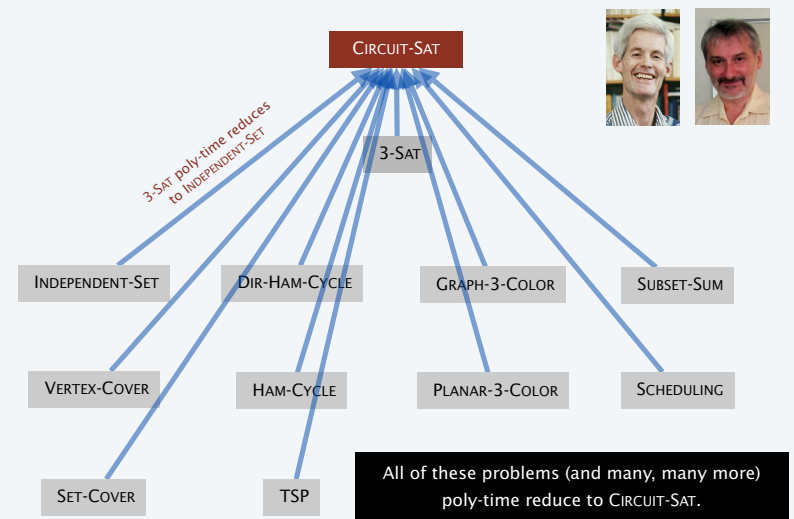 CIRCUIT-SAT
3-SAT poly-time reduces
to INDEPENDENT-SET
3-SAT
INDEPENDENT-SET
DIR-HAM-CYCLE
GRAPH-3-COLOR
SUBSET-SUM
VERTEX-COVER
HAM-CYCLE
PLANAR-3-COLOR
SCHEDULING
SET-COVER
TSP
All of these problems (and many, many more)
poly-time reduce to CIRCUIT-SAT.